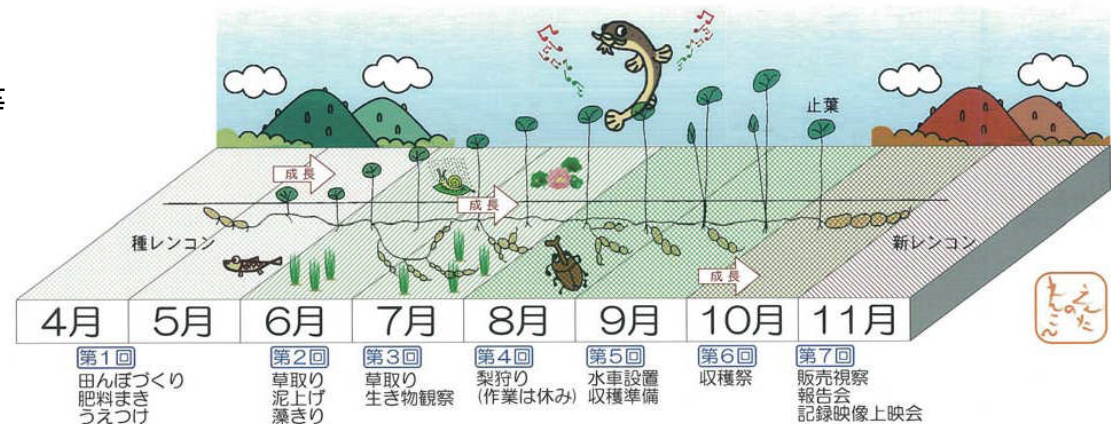 止葉
成長
成長
種レンコン
新レンコン
成長
4月 5月 6月 7月 8月 9月 10月 11月
第1回
田んぼづくり
肥料まき
うえつけ
第2回
草取り
泥上げ
藻きり
第3回
草取り
生き物観察
第4回
梨狩り
(作業は休み)
第5回
水車設置
収穫準備
第6回
収穫祭
第7回
販売視察
報告会
記録映像上映会